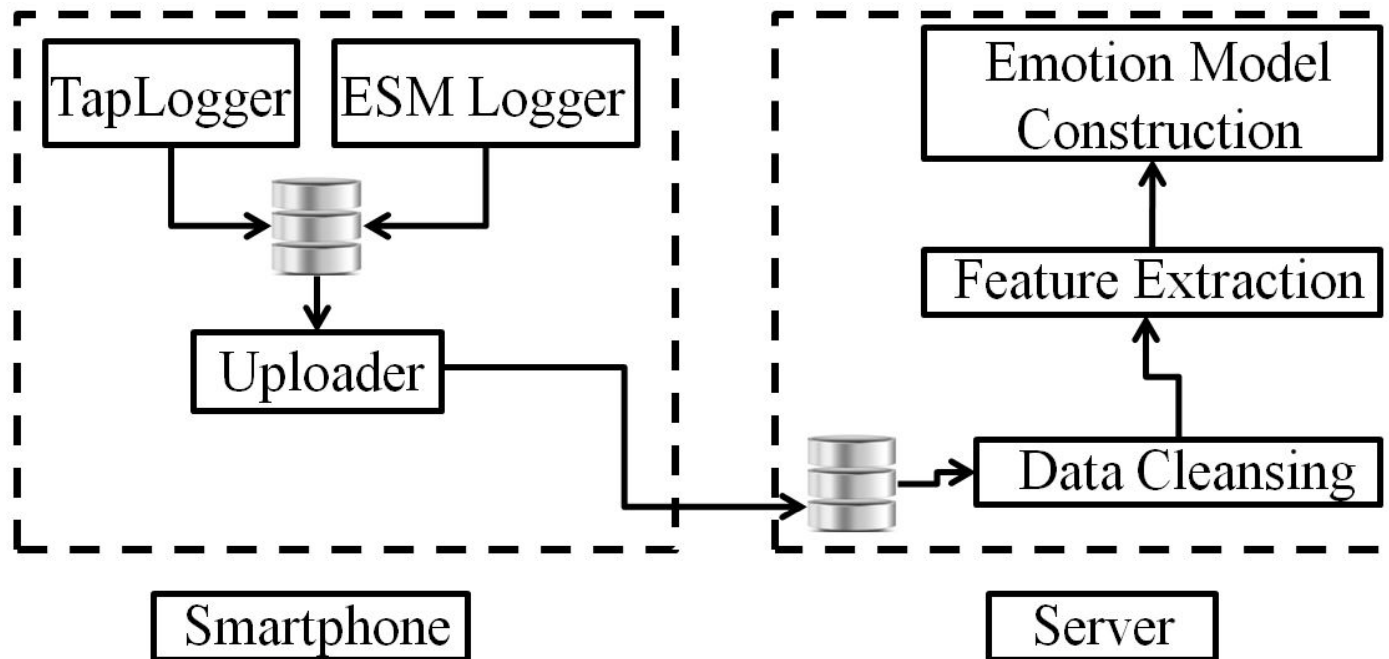 TapLogger
ESM Logger
Uploader
Smartphone
Emotion Model
Construction
Feature Extraction
Data Cleansing
Server